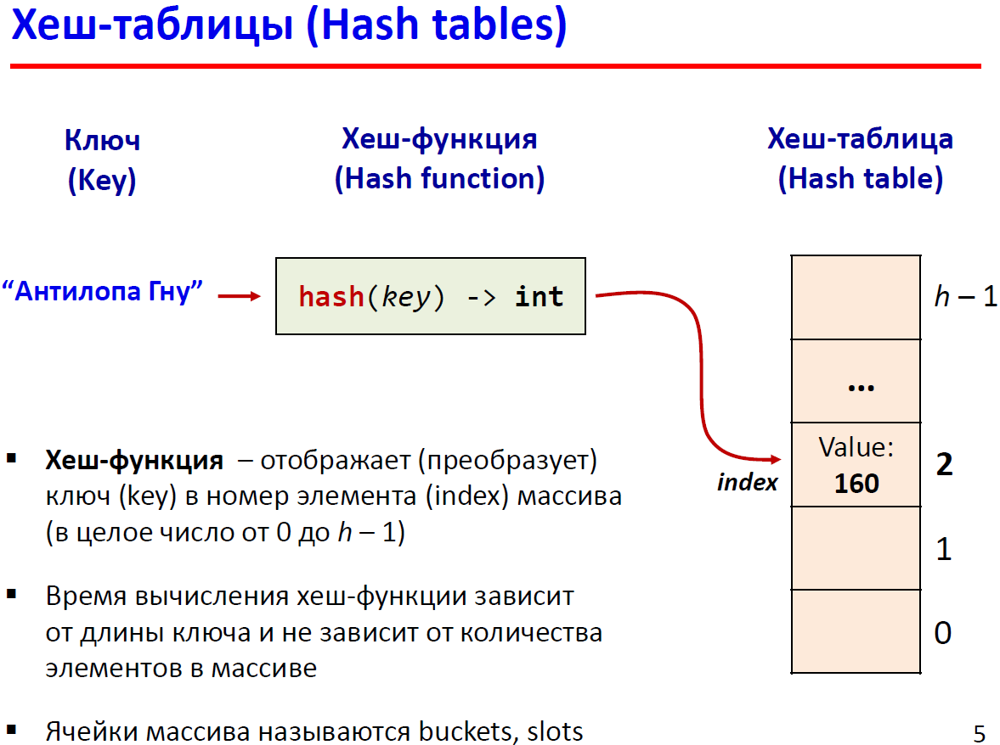 Хеш-таблицы (Hash tables)
Ключ
(Key)
Хеш-функция
(Hash function)
Хеш-таблица
(Hash table)
“Антилопа Гну”
hash(key) -> int
h – 1
...
Value:
160
2
index
1
0
▪ Хеш-функция – отображает (преобразует)
ключ (key) в номер элемента (index) массива
(в целое число от 0 до h – 1)
▪ Время вычисления хеш-функции зависит
от длины ключа и не зависит от количества
элементов в массиве
▪ Ячейки массива называются buckets, slots
5